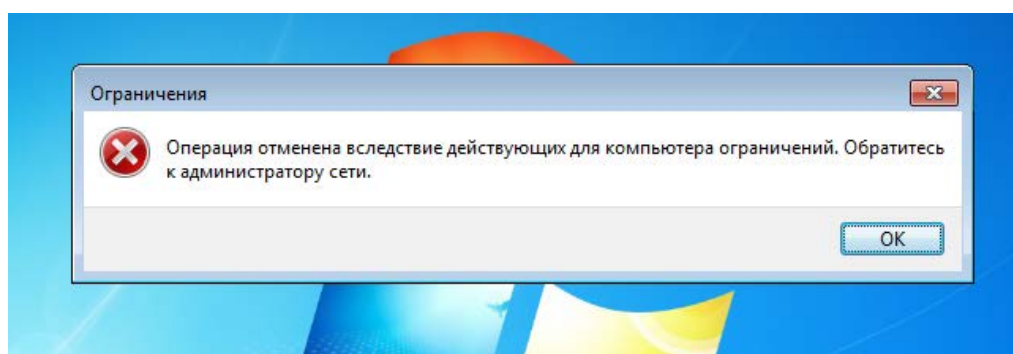 Ограничения
Операция отменена вследствие действующих для компьютера ограничений. Обратитесь
к администратору сети.
OK